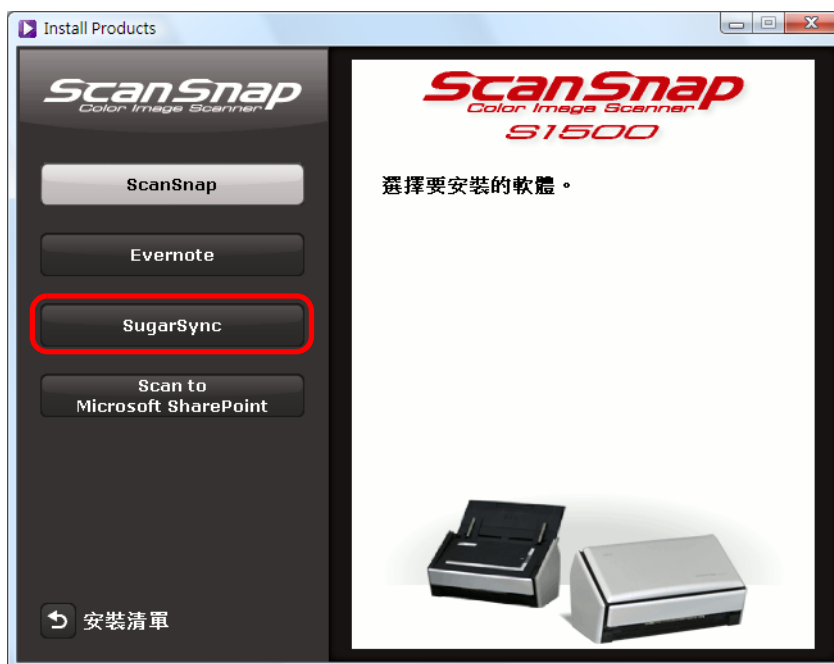 Install Products
ScanSnap
Color Image Scanner
ScanSnap
Evernote
SugarSync
Scan to
Microsoft SharePoint
安裝清單
ScanSnap
Color Image Scanner
S1500
選擇要安裝的軟體。